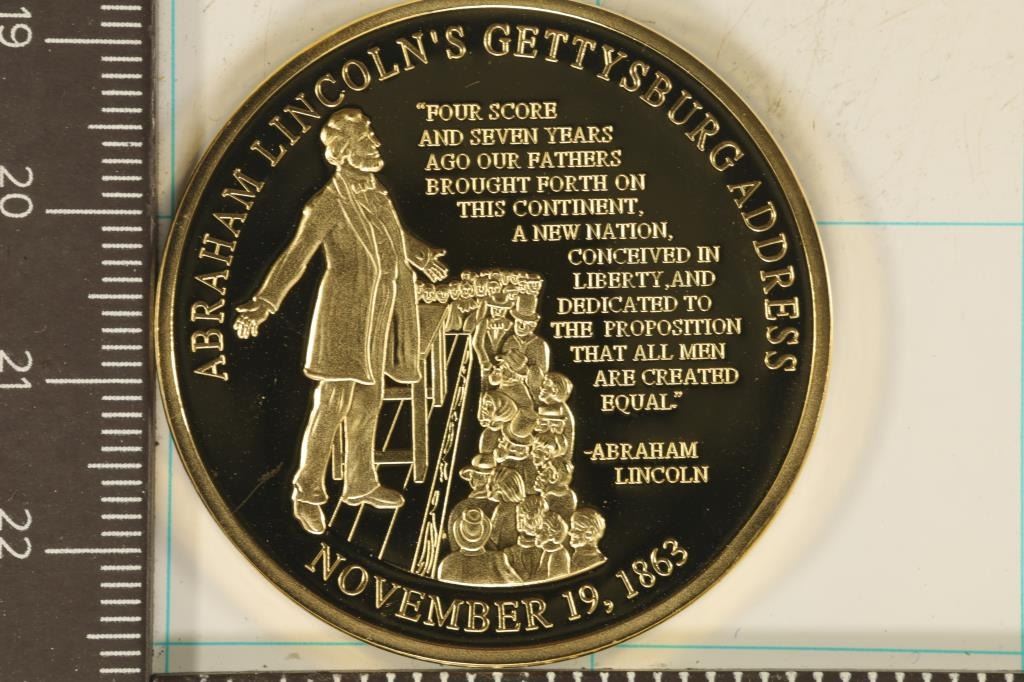 ABRAHAM LINCOLN'S GETTYSBURG ADDRESS
"FOUR SCORE
AND SEVEN YEARS
AGO OUR FATHERS
BROUGHT FORTH ON
THIS CONTINENT,
A NEW NATION,
CONCEIVED IN
LIBERTY, AND
DEDICATED TO
THE PROPOSITION
THAT ALL MEN
ARE CREATED
EQUAL."
-ABRAHAM
LINCOLN
NOVEMBER 19, 1863
19
20
21
22